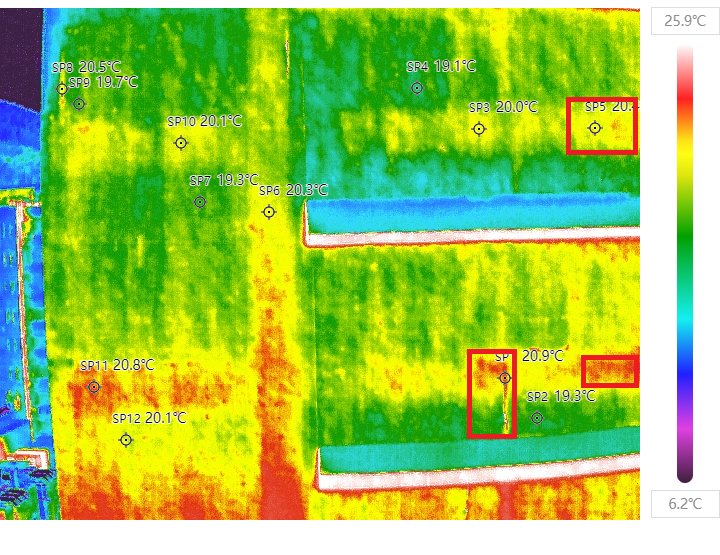 25.9℃
SP8 20.5℃
SP9 19.7℃
SP4 19.1℃
SP3 20.0℃
SP5 20.4
SP10 20.1℃
SP7 19.3℃
SP6 20.3℃
SP11 20.8℃
SP 20.9℃
SP2 19.3℃
SP12 20.1℃
6.2℃